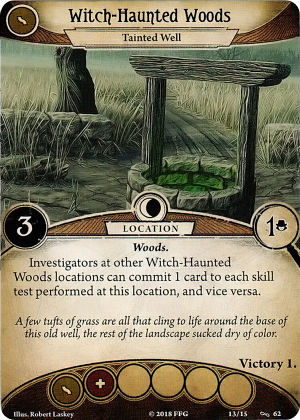 Witch-Haunted Woods
Tainted Well
3
1
LOCATION
Woods.
Investigators at other Witch-Haunted
Woods locations can commit 1 card to each skill
test performed at this location, and vice versa.
A few tufts of grass are all that cling to life around the base of
this old well, the rest of the landscape sucked dry of color.
Victory 1.
Illus. Robert Laskey
© 2018 FFG
13/15
62